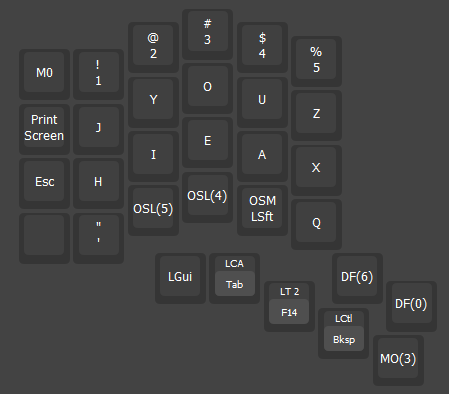 M0
!
1
@
2
#
3
$
4
%
5
Print
Screen
J
Y
O
U
Z
Esc
H
I
E
A
X
"
'
OSL(5)
OSL(4)
OSM
LSft
Q
LGui
LCA
Tab
LT 2
F14
LCtl
Bksp
DF(6)
DF(0)
MO(3)